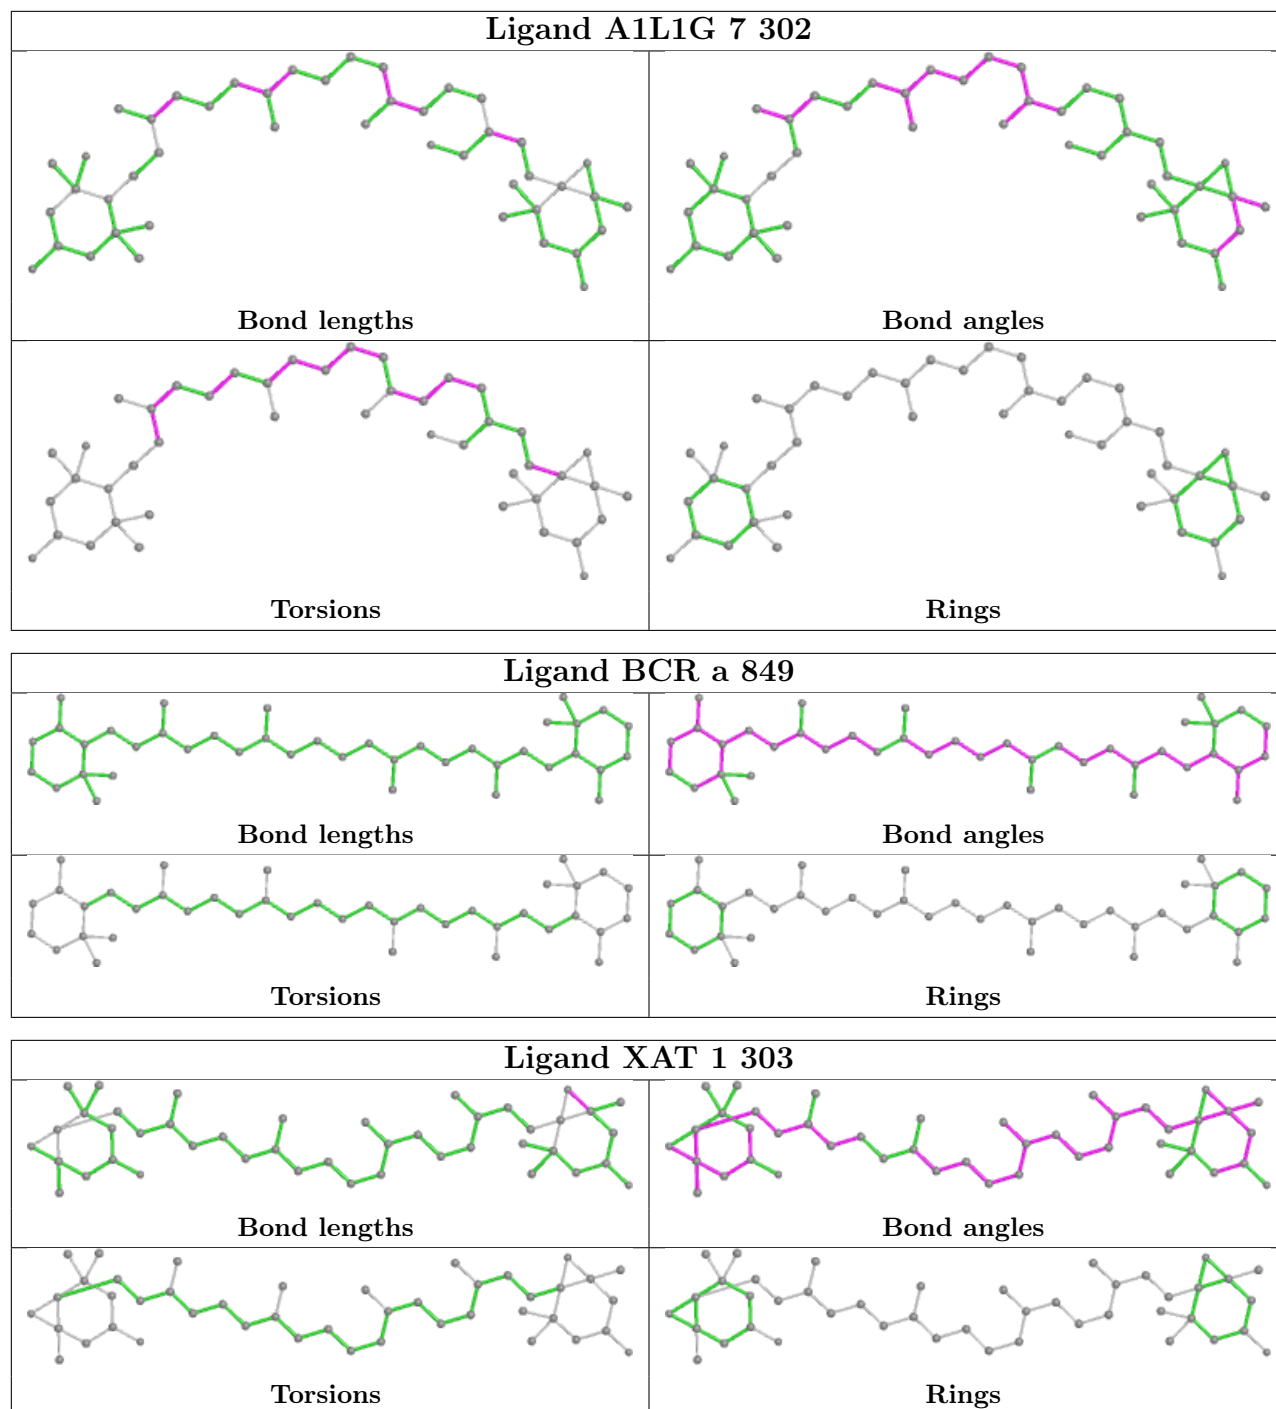 Ligand A1L1G 7 302
Bond lengths
Bond angles
Torsions
Rings
Ligand BCR a 849
Bond lengths
Bond angles
Torsions
Rings
Ligand XAT 1 303
Bond lengths
Bond angles
Torsions
Rings